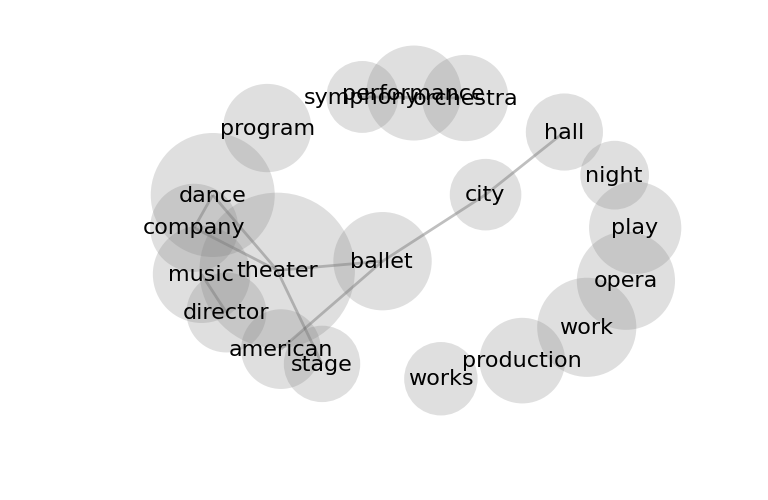 symphony
performance
orchestra
program
hall
night
dance
city
company
play
ballet
theater
music
opera
director
work
american
stage
production
works